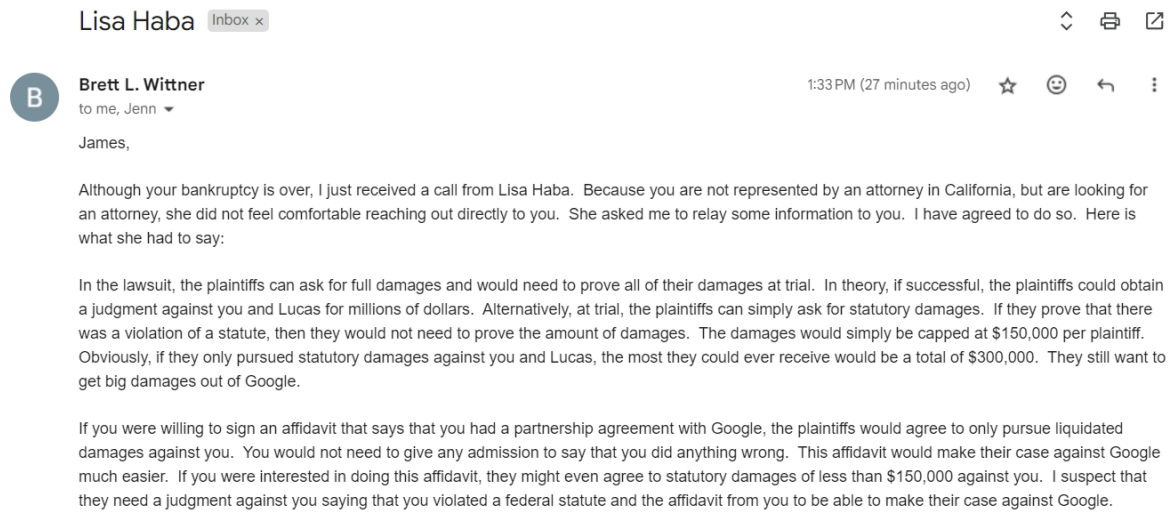 Lisa Haba Inbox ×
B
Brett L. Wittner 1:33 PM (27 minutes ago)
to me, Jenn
James,
Although your bankruptcy is over, I just received a call from Lisa Haba.  Because you are not represented by an attorney in California, but are looking for
an attorney, she did not feel comfortable reaching out directly to you.  She asked me to relay some information to you.  I have agreed to do so.  Here is
what she had to say:
In the lawsuit, the plaintiffs can ask for full damages and would need to prove all of their damages at trial.  In theory, if successful, the plaintiffs could obtain
a judgment against you and Lucas for millions of dollars.  Alternatively, at trial, the plaintiffs can simply ask for statutory damages.  If they prove that there
was a violation of a statute, then they would not need to prove the amount of damages.  The damages would simply be capped at $150,000 per plaintiff.
Obviously, if they only pursued statutory damages against you and Lucas, the most they could ever receive would be a total of $300,000.  They still want to
get big damages out of Google.
If you were willing to sign an affidavit that says that you had a partnership agreement with Google, the plaintiffs would agree to only pursue liquidated
damages against you.  You would not need to give any admission to say that you did anything wrong.  This affidavit would make their case against Google
much easier.  If you were interested in doing this affidavit, they might even agree to statutory damages of less than $150,000 against you.  I suspect that
they need a judgment against you saying that you violated a federal statute and the affidavit from you to be able to make their case against Google.